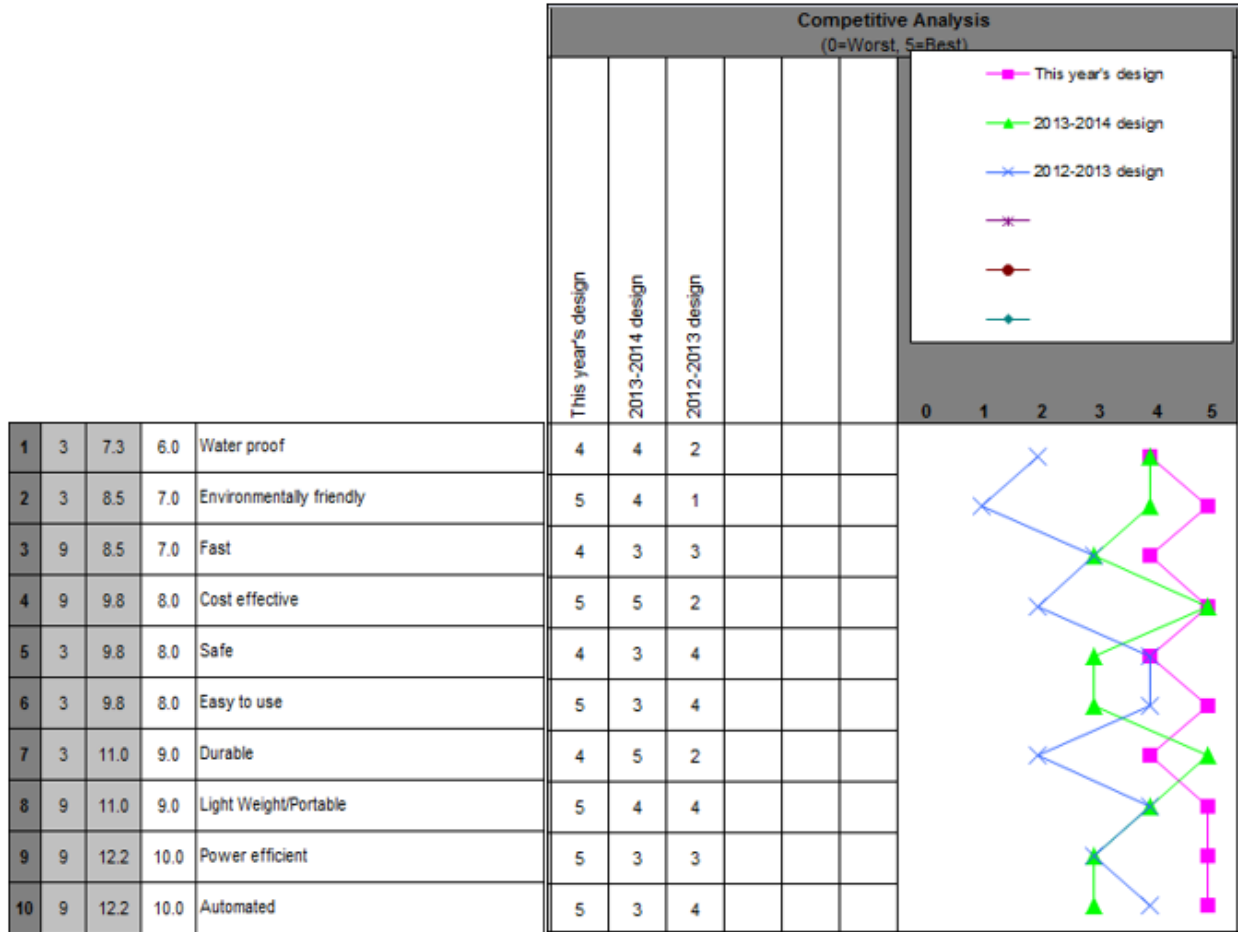 Competitive Analysis
(0=Worst, 5=Best)
This year's design
2013-2014 design
2012-2013 design
This year's design
2013-2014 design
2012-2013 design
0 1 2 3 4 5
1 3 7.3 6.0 Water proof 4 4 2
2 3 8.5 7.0 Environmentally friendly 5 4 1
3 9 8.5 7.0 Fast 4 3 3
4 9 9.8 8.0 Cost effective 5 5 2
5 3 9.8 8.0 Safe 4 3 4
6 3 9.8 8.0 Easy to use 5 3 4
7 3 11.0 9.0 Durable 4 5 2
8 9 11.0 9.0 Light Weight/Portable 5 4 4
9 9 12.2 10.0 Power efficient 5 3 3
10 9 12.2 10.0 Automated 5 3 4